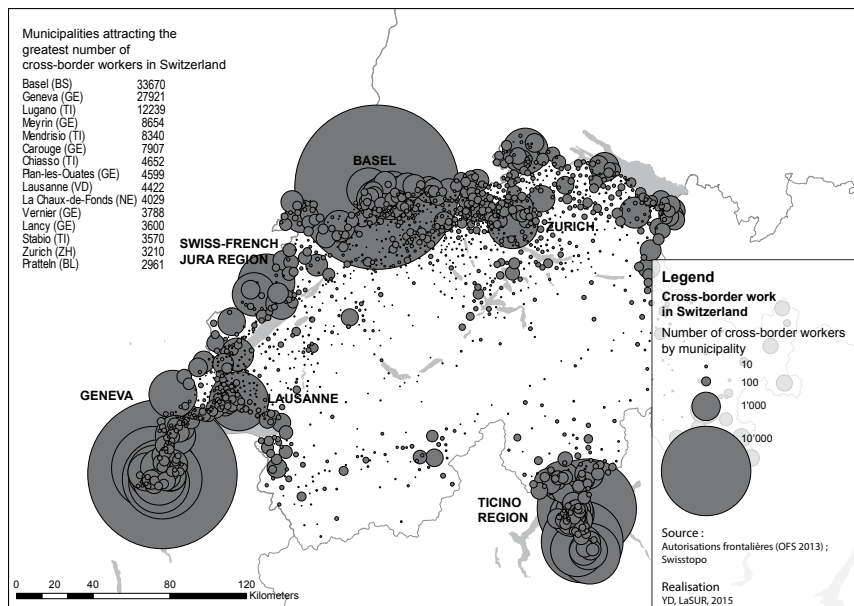 Municipalities attracting the
greatest number of
cross-border workers in Switzerland
Basel (BS) 33670
Geneva (GE) 27921
Lugano (TI) 12239
Meyrin (GE) 8654
Mendrisio (TI) 8340
Carouge (GE) 7907
Chiasso (TI) 4652
Plan-les-Ouates (GE) 4599
Lausanne (VD) 4422
La Chaux-de-Fonds (NE) 4029
Vernier (GE) 3788
Lancy (GE) 3600
Stabio (TI) 3570
Zurich (ZH) 3210
Pratteln (BL) 2961
BASEL
ZURICH
SWISS-FRENCH
JURA REGION
GENEVA
LAUSANNE
TICINO
REGION
Legend
Cross-border work
in Switzerland
Number of cross-border workers
by municipality
10
100
1'000
10'000
Source :
Autorisations frontalières (OFS 2013) ;
Swisstopo
Realisation
YD, LaSUR, 2015
0 20 40 80 120
Kilometers